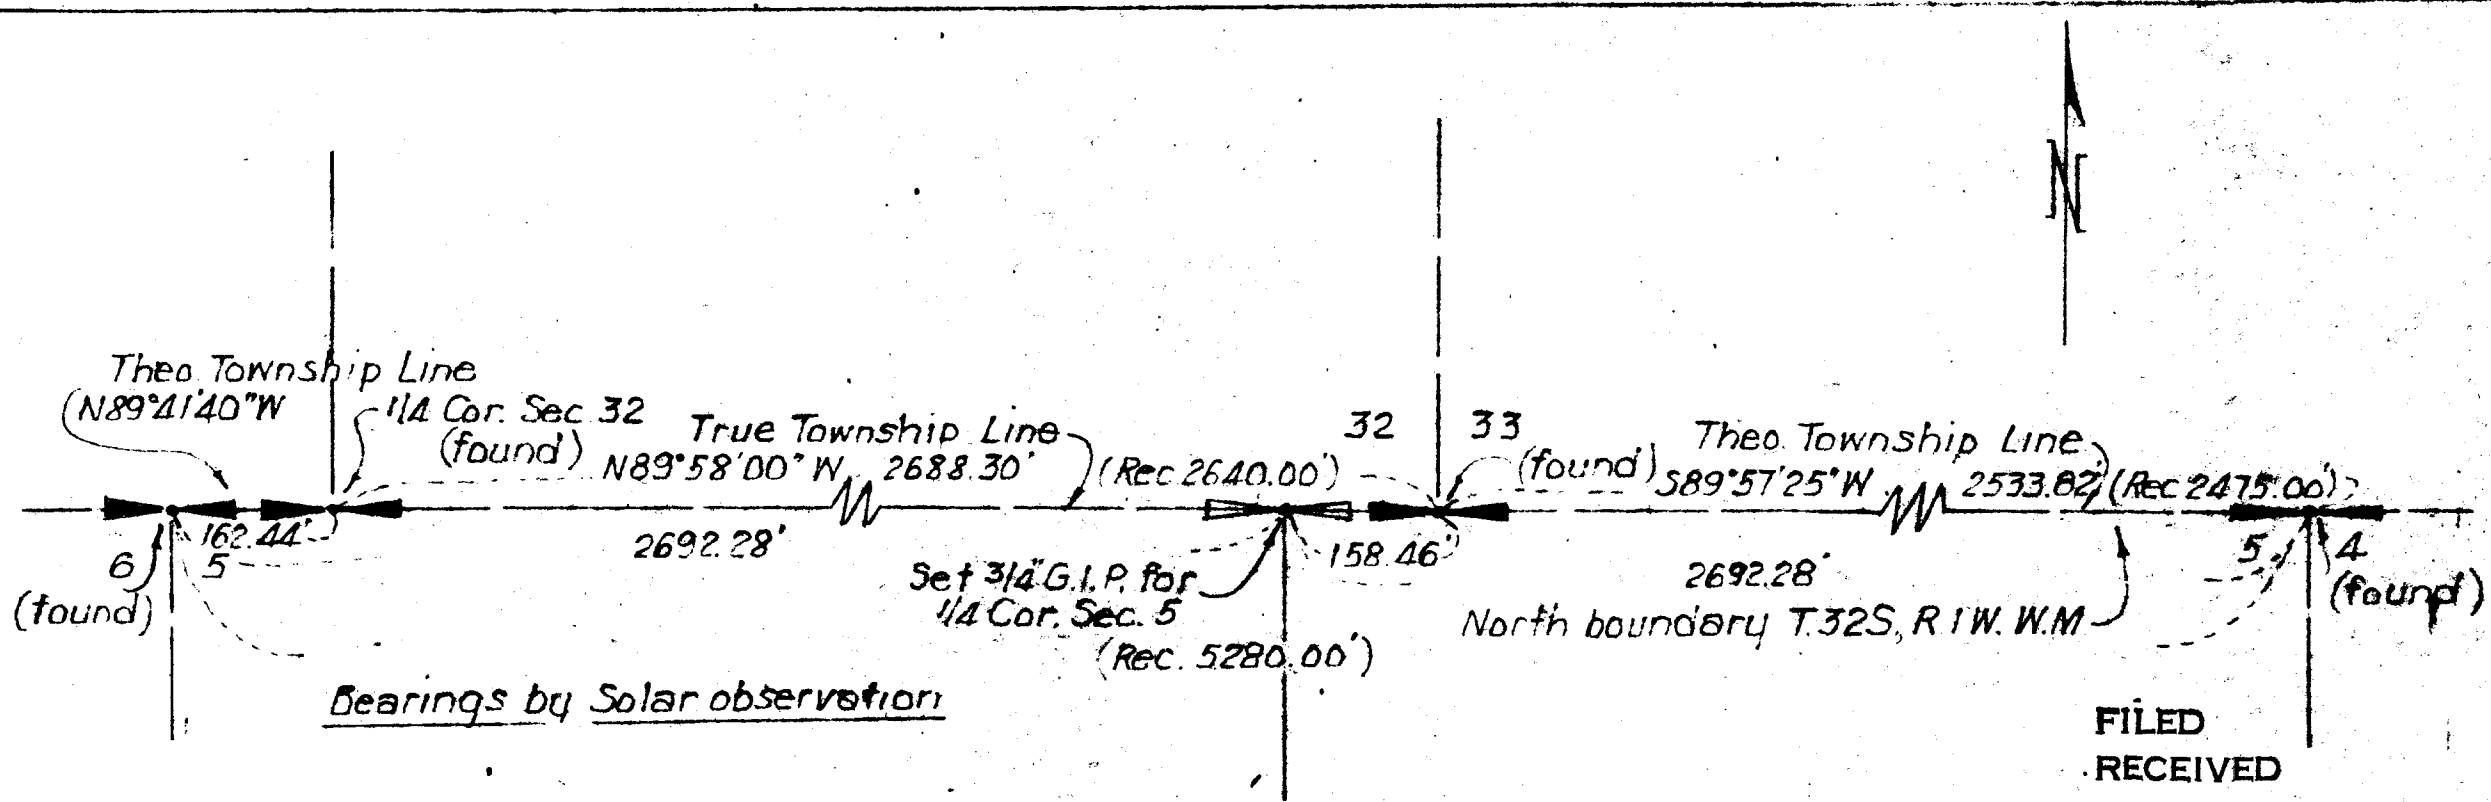 N
Theo. Township Line
(N89°41'40"W
1/4 Cor. Sec 32
(found)
True Township Line
N89°58'00"W 2688.30'
(Rec 2640.00')
32
33
(found)
Theo. Township Line
S89°57'25"W 2533.82' (Rec 2475.00')
162.44'
6
5
(found)
2692.28'
Set 3/4" G.I.P. for
1/4 Cor. Sec. 5
158.46'
(Rec. 5280.00')
2692.28'
North boundary T.32S, R1W. W.M
5
4
(found)
Bearings by Solar observation
FILED
RECEIVED